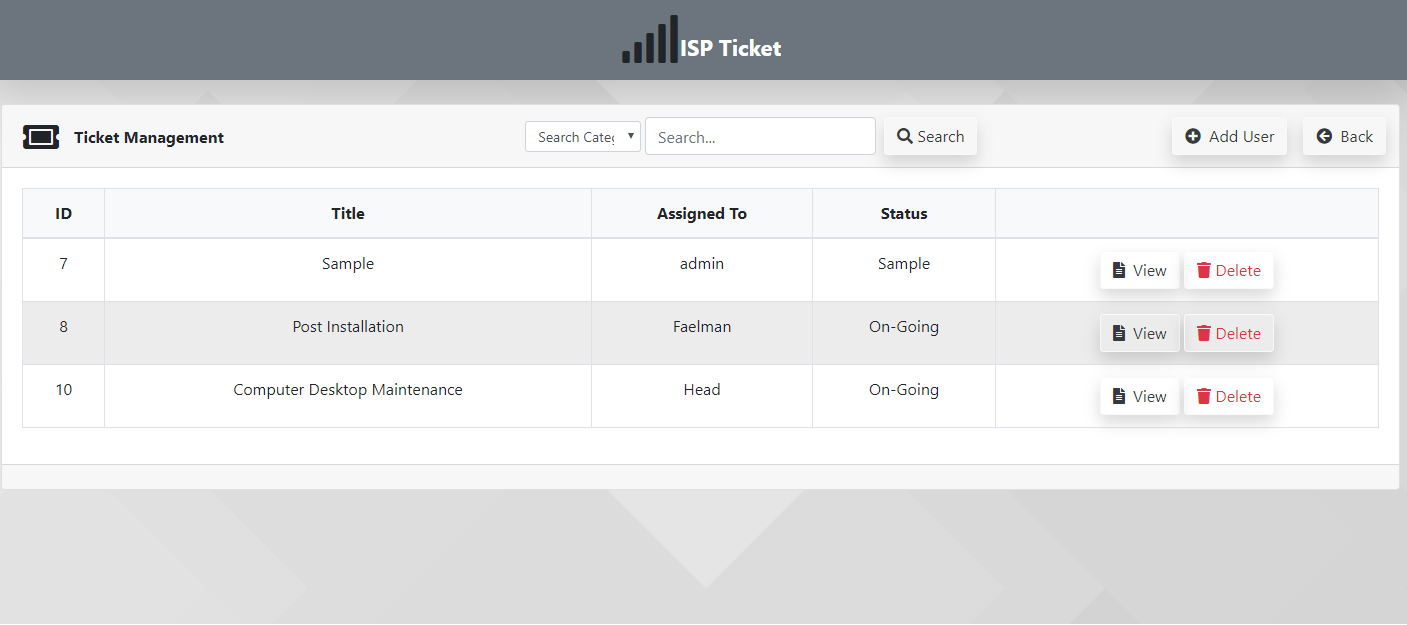 ISP Ticket
Ticket Management
Search Categ
Search...
Search
Add User
Back
ID Title Assigned To Status
7 Sample admin Sample View Delete
8 Post Installation Faelman On-Going View Delete
10 Computer Desktop Maintenance Head On-Going View Delete